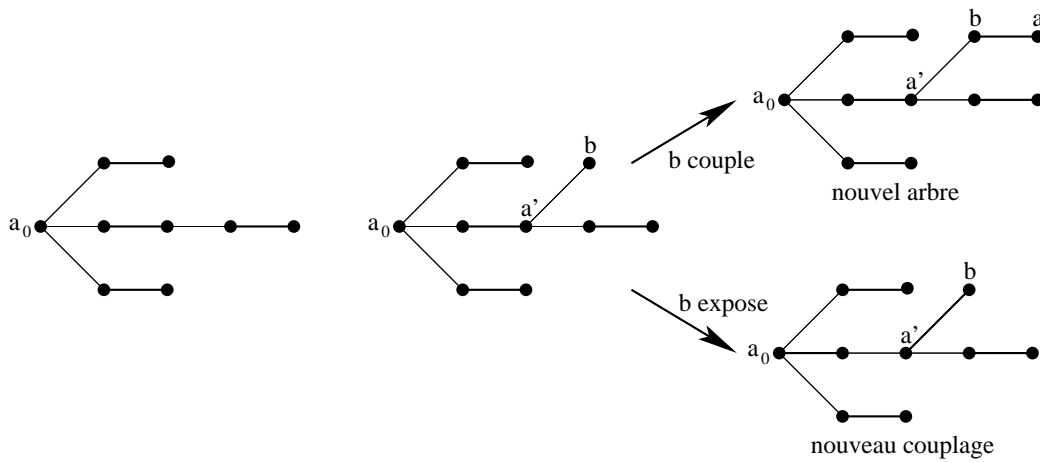 a0
a0
a'
b
b couple
a0
a'
b
a
nouvel arbre
b expose
a0
a'
b
nouveau couplage